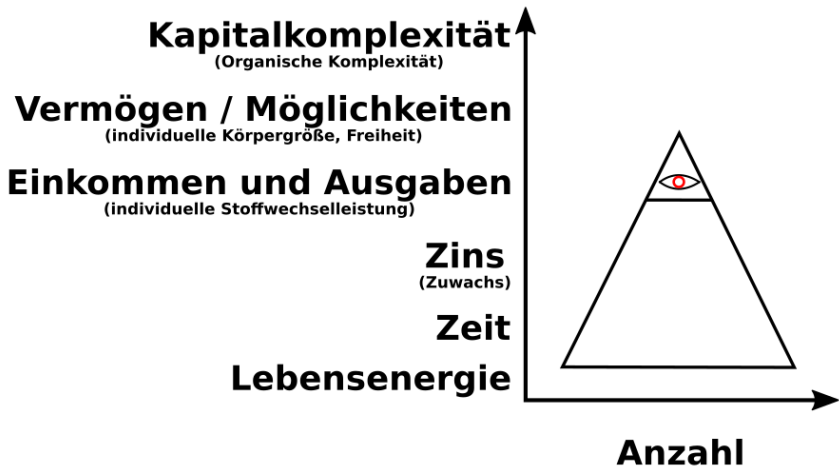 Kapitalkomplexität
(Organische Komplexität)
Vermögen / Möglichkeiten
(individuelle Körpergröße, Freiheit)
Einkommen und Ausgaben
(individuelle Stoffwechselleistung)
Zins
(Zuwachs)
Zeit
Lebensenergie
Anzahl